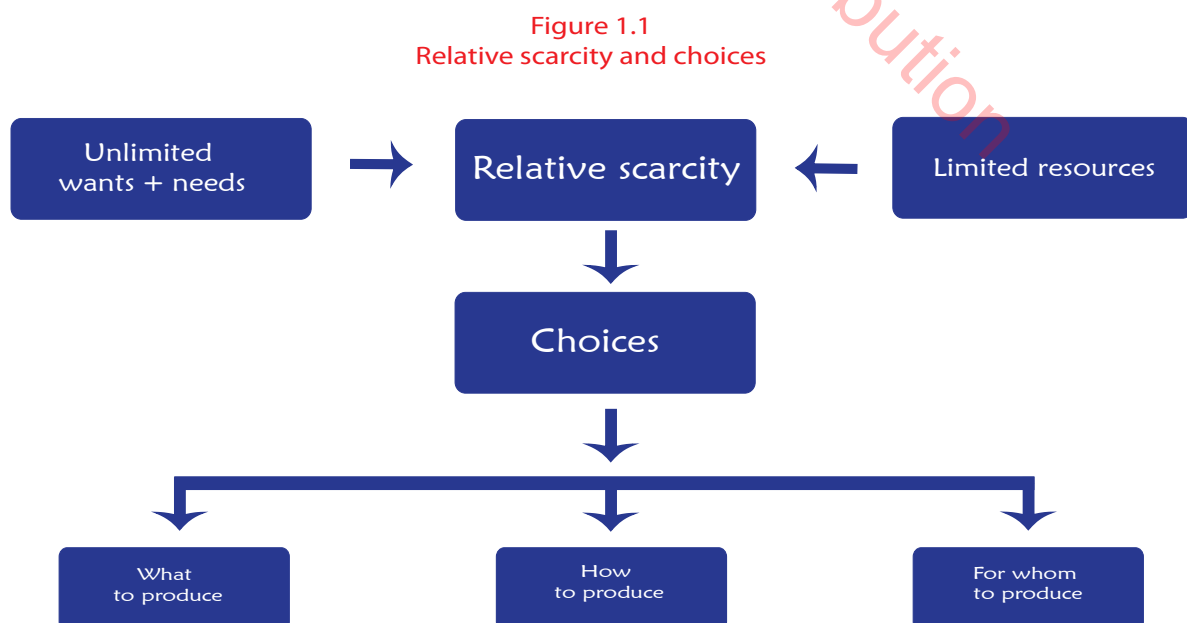 Figure 1.1
Relative scarcity and choices
Unlimited
wants + needs
Relative scarcity
Limited resources
Choices
What
to produce
How
to produce
For whom
to produce